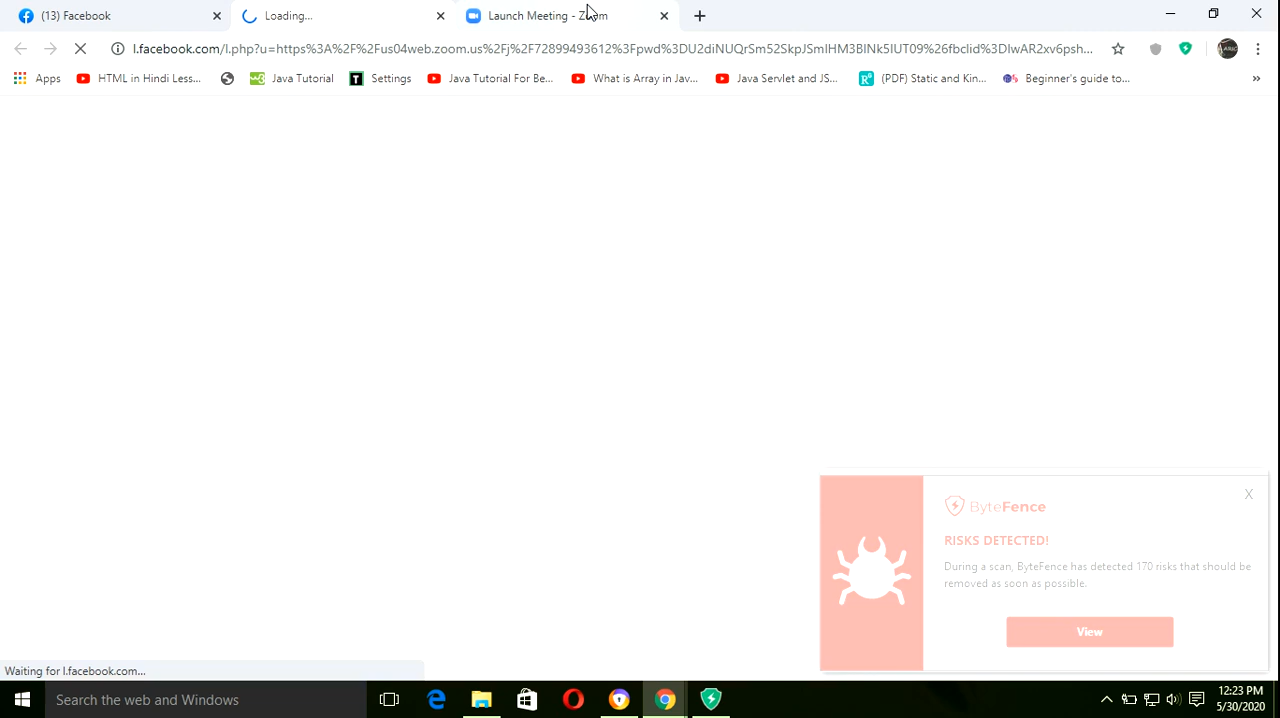 (13) Facebook
Loading...
Launch Meeting - Zoom
l.facebook.com/l.php?u=https%3A%2F%2Fus04web.zoom.us%2Fj%2F72899493612%3Fpwd%3DU2diNUQrSm52SkpJSmlHM3BlNk5IUT09%26fbclid%3DIwAR2xv6psh...
Apps
HTML in Hindi Less...
Java Tutorial
Settings
Java Tutorial For Be...
What is Array in Jav...
Java Servlet and JS...
(PDF) Static and Kin...
Beginner's guide to...
»
ByteFence
X
RISKS DETECTED!
During a scan, ByteFence has detected 170 risks that should be
removed as soon as possible.
View
Waiting for l.facebook.com...
Search the web and Windows
12:23 PM
5/30/2020